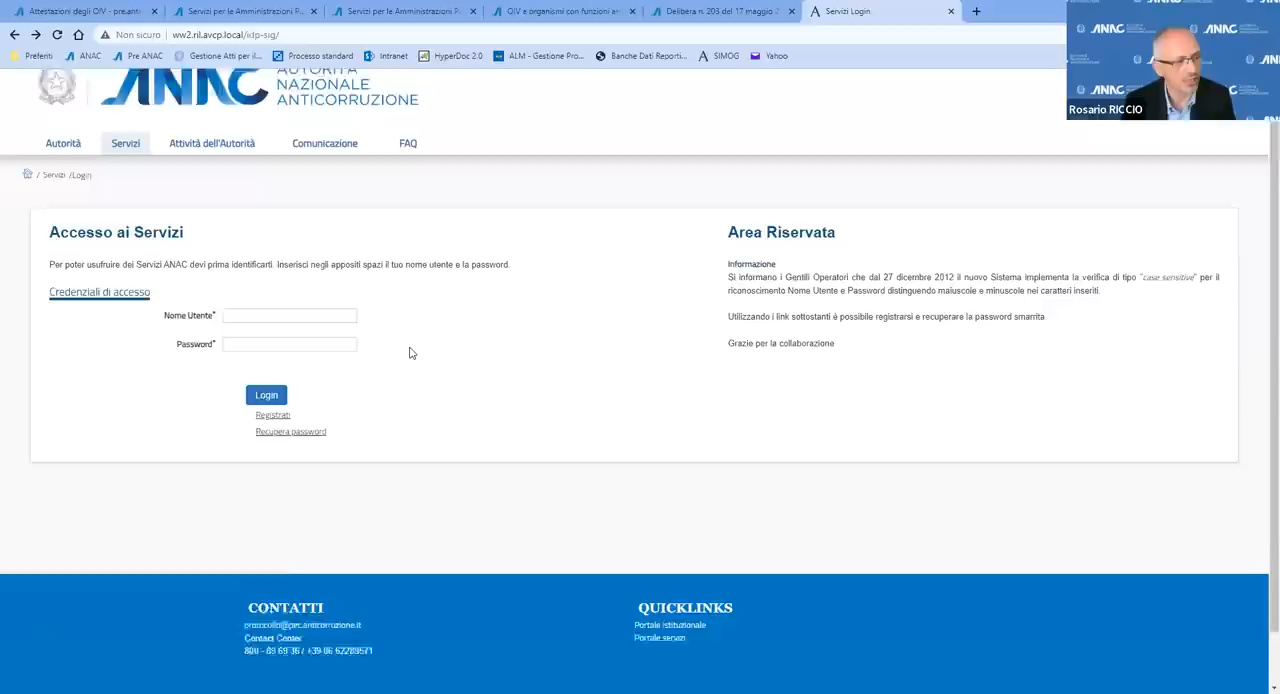 Attestazioni degli OIV - presenti
Servizi per le Amministrazioni P
Servizi per le Amministrazioni P
OIV e organismi con funzioni an
Delibera n. 203 del 17 maggio 2
Servizi Login
Non sicuro
ww2.ril.avcp.local/idp-sig/
Preferiti
ANAC
Pre ANAC
Gestione Atti per il...
Processo standard
Intranet
HyperDoc 2.0
ALM - Gestione Pro...
Banche Dati Reporti...
SIMOG
Yahoo
Rosario RICCIO
ANAC
AUTORITÀ
NAZIONALE
ANTICORRUZIONE
Autorità
Servizi
Attività dell'Autorità
Comunicazione
FAQ
/ Servizi /Login
Accesso ai Servizi
Per poter usufruire dei Servizi ANAC devi prima identificarti. Inserisci negli appositi spazi il tuo nome utente e la password.
Credenziali di accesso
Nome Utente*
Password*
Login
Registrati
Recupera password
Area Riservata
Informazione
Si informano i Gentili Operatori che dal 27 dicembre 2012 il nuovo Sistema implementa la verifica di tipo "case sensitive" per il
riconoscimento Nome Utente e Password distinguendo maiuscole e minuscole nei caratteri inseriti.
Utilizzando i link sottostanti è possibile registrarsi e recuperare la password smarrita
Grazie per la collaborazione
CONTATTI
protocollo@pec.anticorruzione.it
Contact Center
QUICKLINKS
Portale Istituzionale
Portale servizi